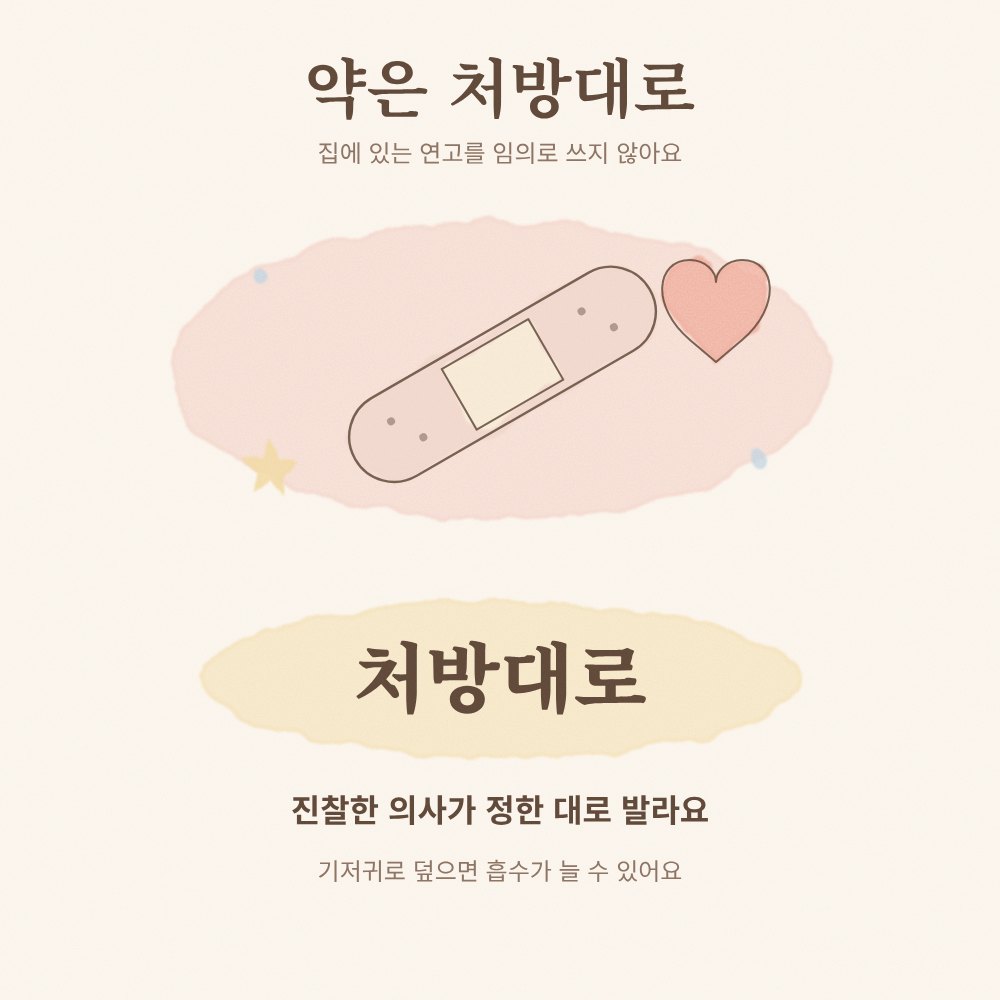 약은 처방대로
집에 있는 연고를 임의로 쓰지 않아요
처방대로
진찰한 의사가 정한 대로 발라요
기저귀로 덮으면 흡수가 늘 수 있어요